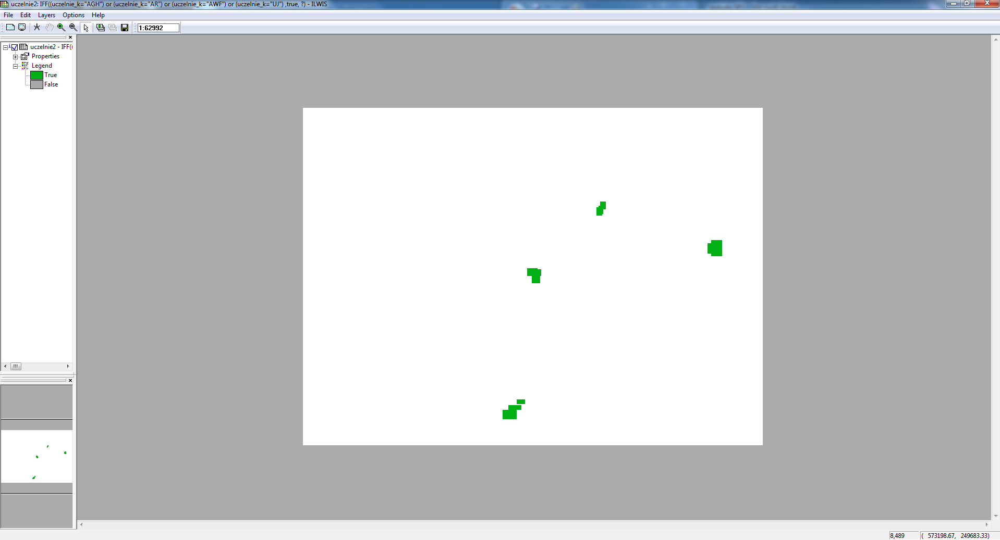 uczelnie2: IFF((uczelnie_k="AGH") or (uczelnie_k="AR") or (uczelnie_k="AWF") or (uczelnie_k="UJ") ,true, ?) - ILWIS
File Edit Layers Options Help
1:62992
uczelnie2 - IFF((
Properties
Legend
True
False
8,489 ( 573198.67, 249683.33)